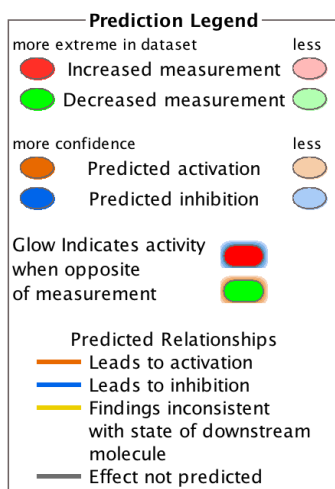 Prediction Legend
more extreme in dataset less
Increased measurement
Decreased measurement
more confidence less
Predicted activation
Predicted inhibition
Glow Indicates activity
when opposite
of measurement
Predicted Relationships
Leads to activation
Leads to inhibition
Findings inconsistent
with state of downstream
molecule
Effect not predicted